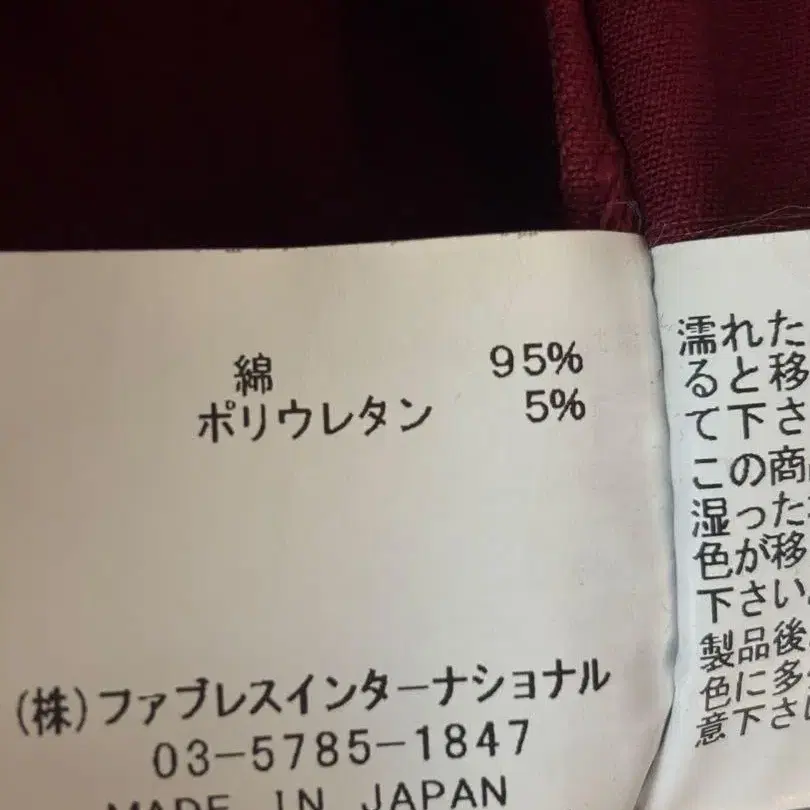 綿 95%
ポリウレタン 5%
(株)ファブレスインターナショナル
03-5785-1847
MADE IN JAPAN
濡れた
ると移
て下さ
この商
湿った
色が移
下さい
製品後
色に多
意下さ